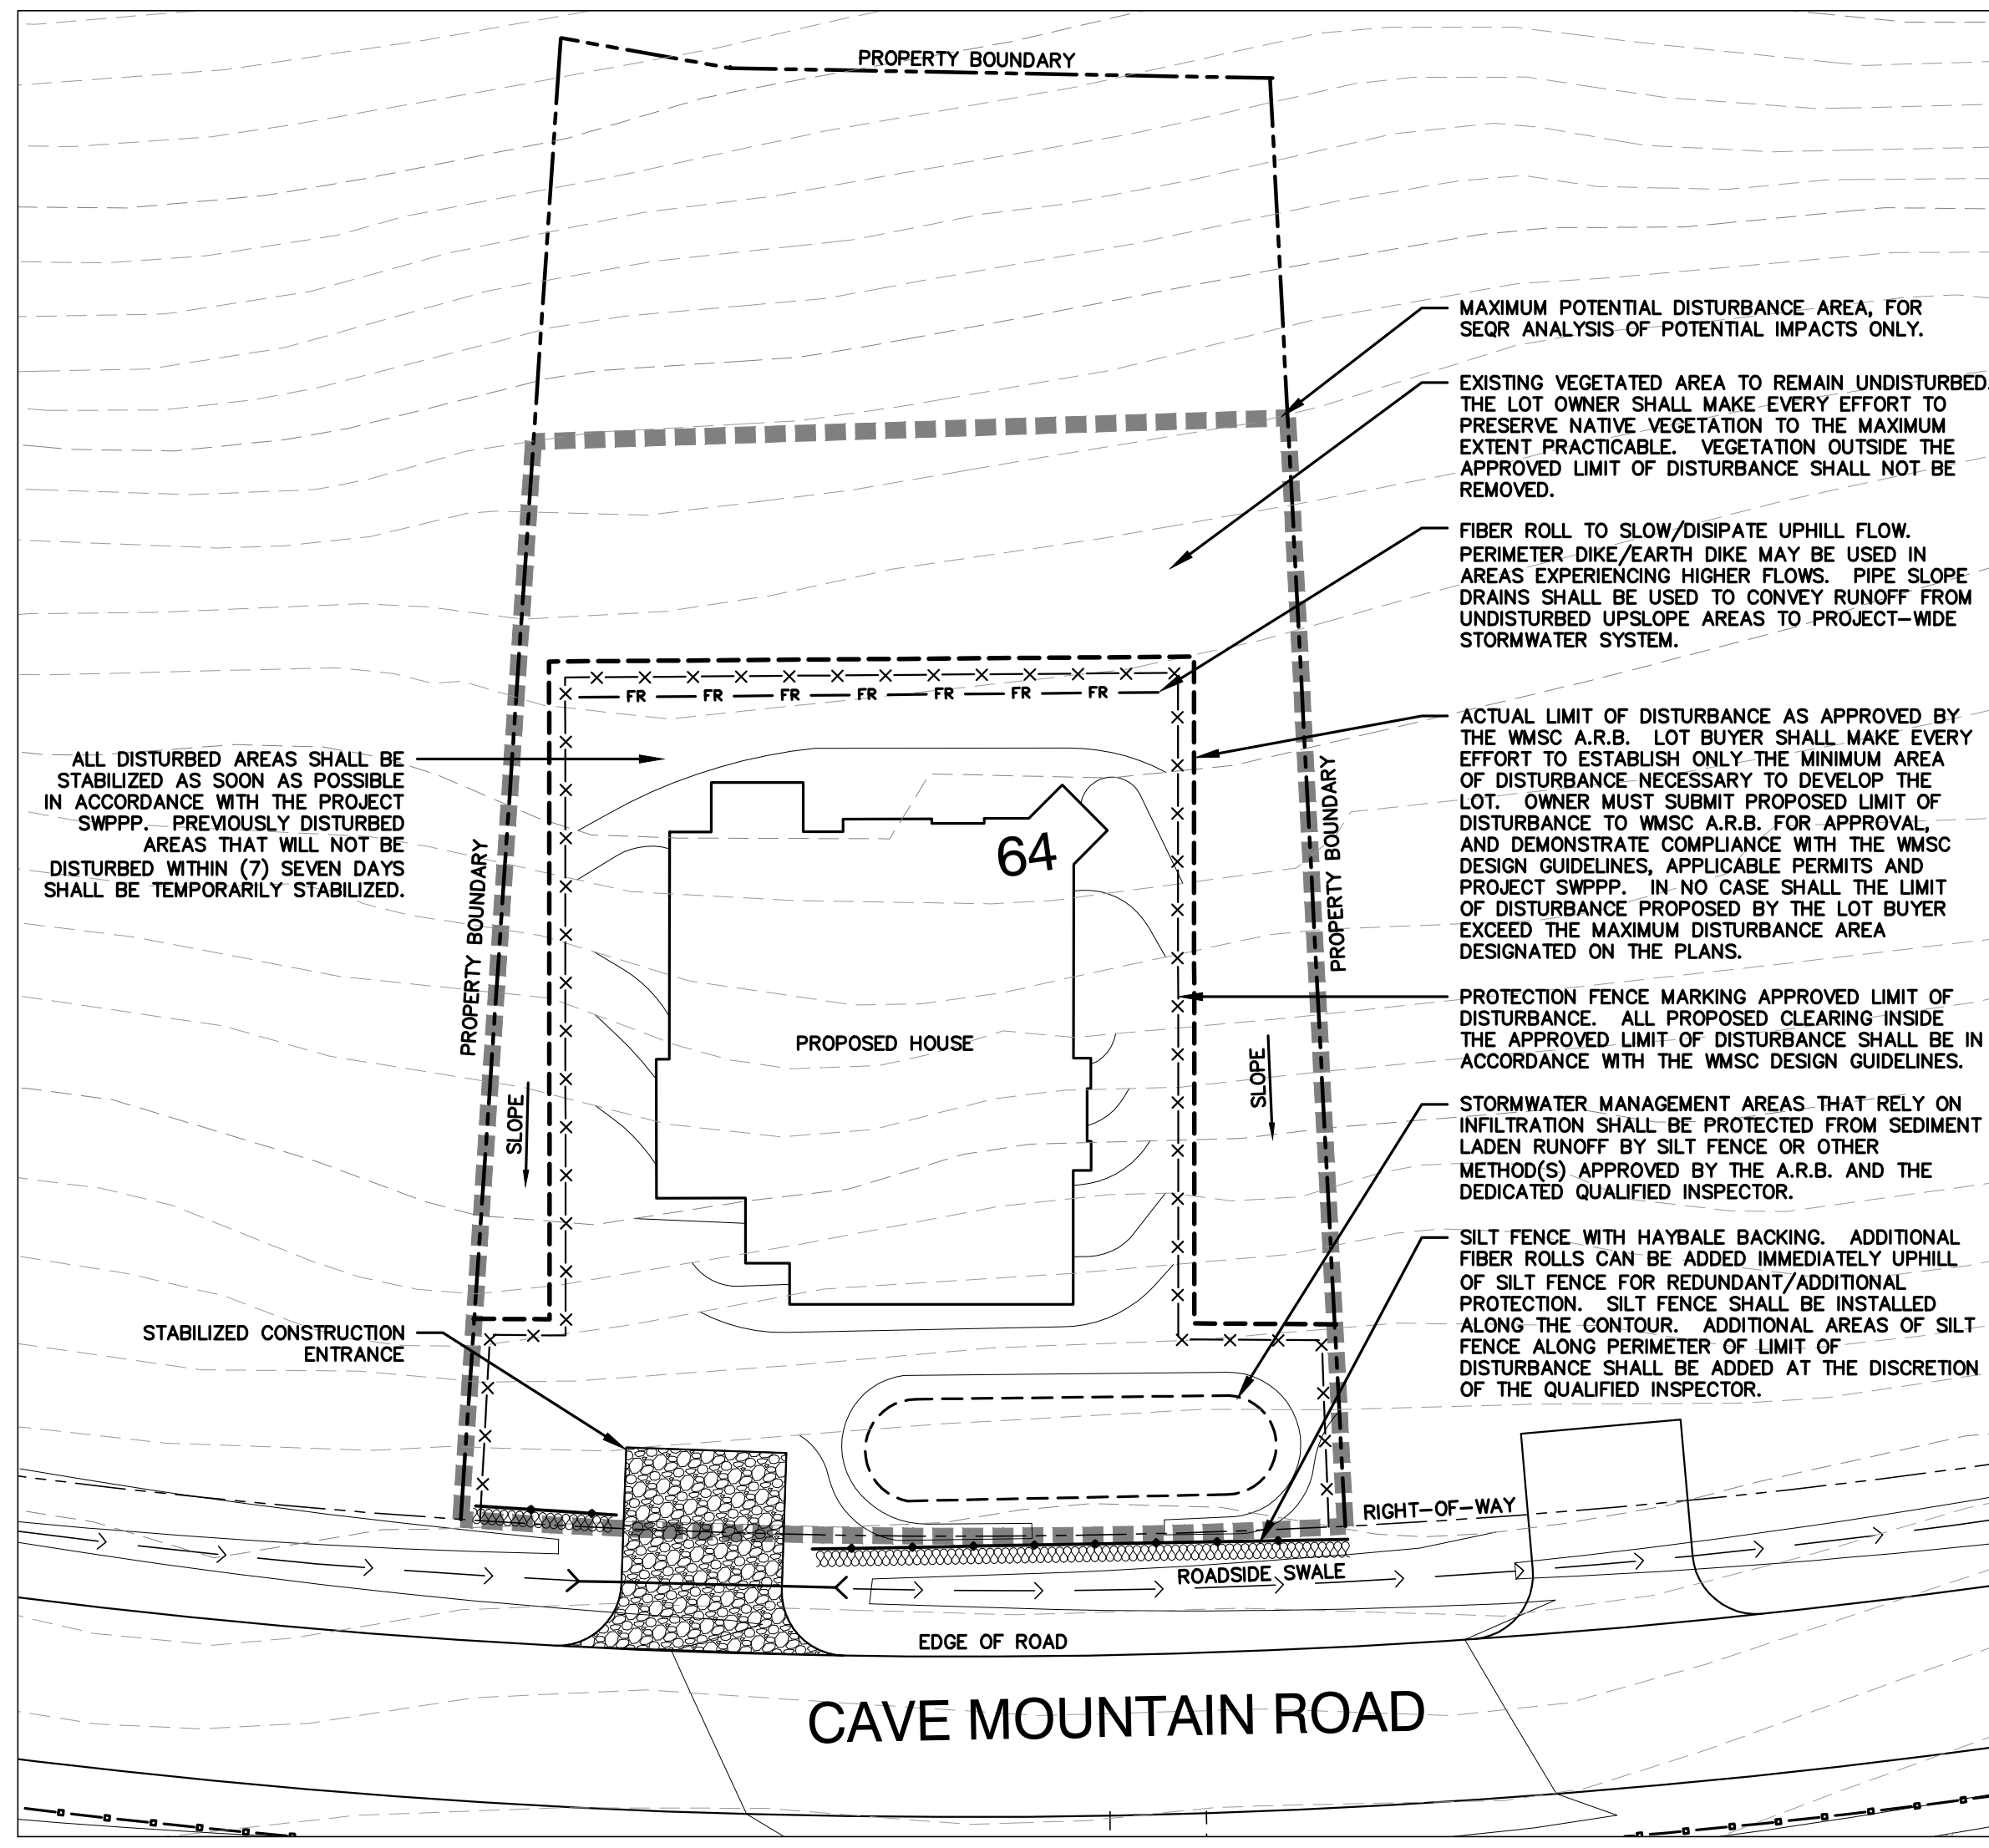 PROPERTY BOUNDARY
MAXIMUM POTENTIAL DISTURBANCE AREA, FOR
SEQR ANALYSIS OF POTENTIAL IMPACTS ONLY.
EXISTING VEGETATED AREA TO REMAIN UNDISTURBED.
THE LOT OWNER SHALL MAKE EVERY EFFORT TO
PRESERVE NATIVE VEGETATION TO THE MAXIMUM
EXTENT PRACTICABLE. VEGETATION OUTSIDE THE
APPROVED LIMIT OF DISTURBANCE SHALL NOT BE
REMOVED.
FIBER ROLL TO SLOW/DISIPATE UPHILL FLOW.
PERIMETER DIKE/EARTH DIKE MAY BE USED IN
AREAS EXPERIENCING HIGHER FLOWS. PIPE SLOPE
DRAINS SHALL BE USED TO CONVEY RUNOFF FROM
UNDISTURBED UPSLOPE AREAS TO PROJECT-WIDE
STORMWATER SYSTEM.
FR FR FR FR FR FR FR
ALL DISTURBED AREAS SHALL BE
STABILIZED AS SOON AS POSSIBLE
IN ACCORDANCE WITH THE PROJECT
SWPPP. PREVIOUSLY DISTURBED
AREAS THAT WILL NOT BE
DISTURBED WITHIN (7) SEVEN DAYS
SHALL BE TEMPORARILY STABILIZED.
PROPERTY BOUNDARY
64
PROPERTY BOUNDARY
ACTUAL LIMIT OF DISTURBANCE AS APPROVED BY
THE WMSC A.R.B. LOT BUYER SHALL MAKE EVERY
EFFORT TO ESTABLISH ONLY THE MINIMUM AREA
OF DISTURBANCE NECESSARY TO DEVELOP THE
LOT. OWNER MUST SUBMIT PROPOSED LIMIT OF
DISTURBANCE TO WMSC A.R.B. FOR APPROVAL,
AND DEMONSTRATE COMPLIANCE WITH THE WMSC
DESIGN GUIDELINES, APPLICABLE PERMITS AND
PROJECT SWPPP. IN NO CASE SHALL THE LIMIT
OF DISTURBANCE PROPOSED BY THE LOT BUYER
EXCEED THE MAXIMUM DISTURBANCE AREA
DESIGNATED ON THE PLANS.
PROTECTION FENCE MARKING APPROVED LIMIT OF
DISTURBANCE. ALL PROPOSED CLEARING INSIDE
THE APPROVED LIMIT OF DISTURBANCE SHALL BE IN
ACCORDANCE WITH THE WMSC DESIGN GUIDELINES.
PROPOSED HOUSE
SLOPE
SLOPE
STORMWATER MANAGEMENT AREAS THAT RELY ON
INFILTRATION SHALL BE PROTECTED FROM SEDIMENT
LADEN RUNOFF BY SILT FENCE OR OTHER
METHOD(S) APPROVED BY THE A.R.B. AND THE
DEDICATED QUALIFIED INSPECTOR.
SILT FENCE WITH HAYBALE BACKING. ADDITIONAL
FIBER ROLLS CAN BE ADDED IMMEDIATELY UPHILL
OF SILT FENCE FOR REDUNDANT/ADDITIONAL
PROTECTION. SILT FENCE SHALL BE INSTALLED
ALONG THE CONTOUR. ADDITIONAL AREAS OF SILT
FENCE ALONG PERIMETER OF LIMIT OF
DISTURBANCE SHALL BE ADDED AT THE DISCRETION
OF THE QUALIFIED INSPECTOR.
STABILIZED CONSTRUCTION
ENTRANCE
RIGHT-OF-WAY
ROADSIDE SWALE
EDGE OF ROAD
CAVE MOUNTAIN ROAD